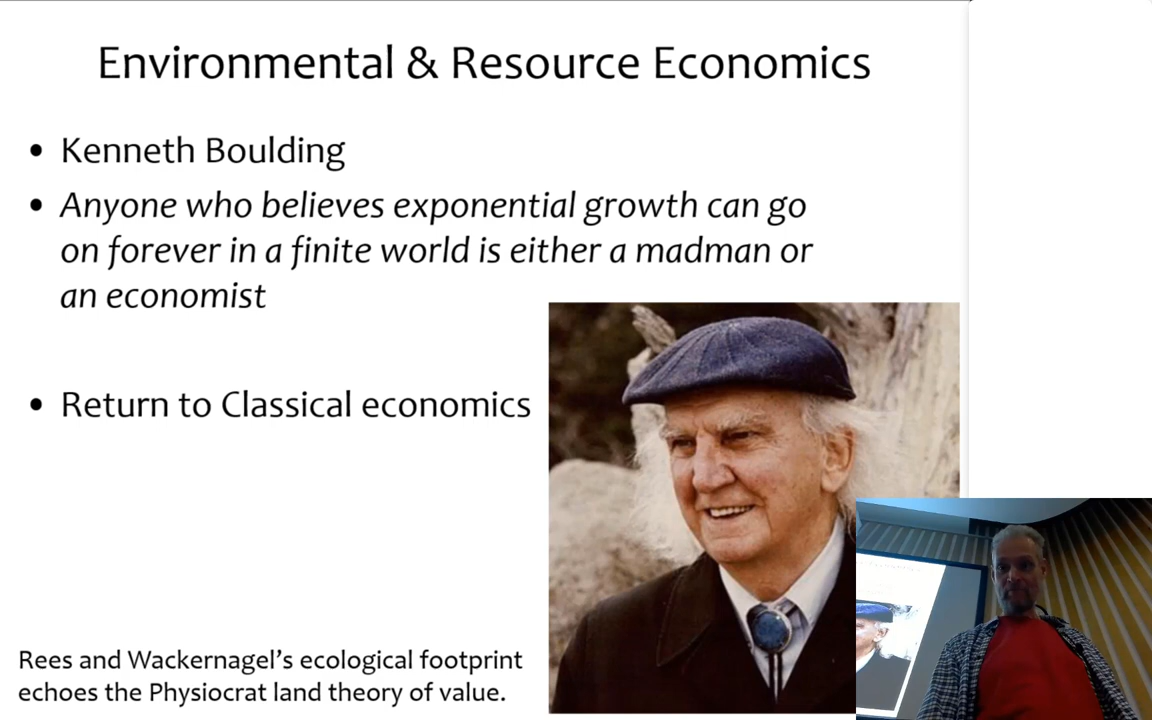 Environmental & Resource Economics
• Kenneth Boulding
• Anyone who believes exponential growth can go
on forever in a finite world is either a madman or
an economist
• Return to Classical economics
Rees and Wackernagel’s ecological footprint
echoes the Physiocrat land theory of value.